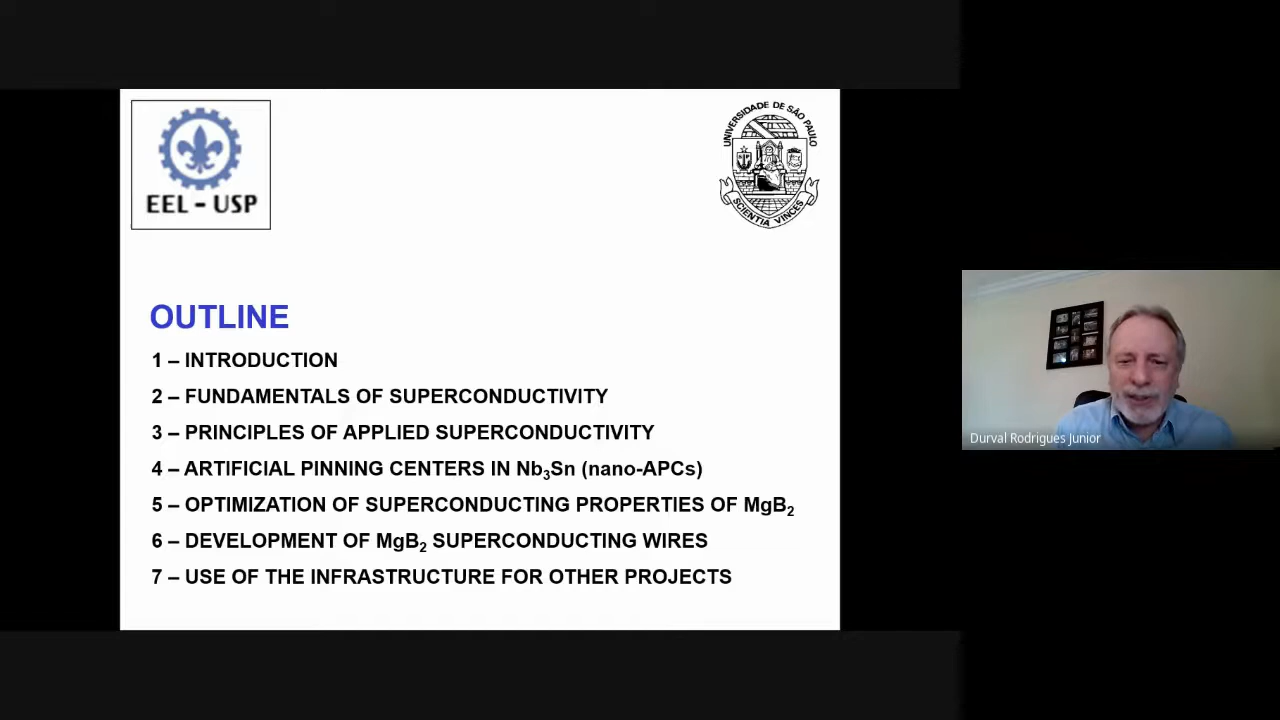 EEL - USP
UNIVERSIDADE DE SÃO PAULO
SCIENTIA VINCES
OUTLINE
1 – INTRODUCTION
2 – FUNDAMENTALS OF SUPERCONDUCTIVITY
3 – PRINCIPLES OF APPLIED SUPERCONDUCTIVITY
4 – ARTIFICIAL PINNING CENTERS IN Nb₃Sn (nano-APCs)
5 – OPTIMIZATION OF SUPERCONDUCTING PROPERTIES OF MgB₂
6 – DEVELOPMENT OF MgB₂ SUPERCONDUCTING WIRES
7 – USE OF THE INFRASTRUCTURE FOR OTHER PROJECTS
Durval Rodrigues Junior